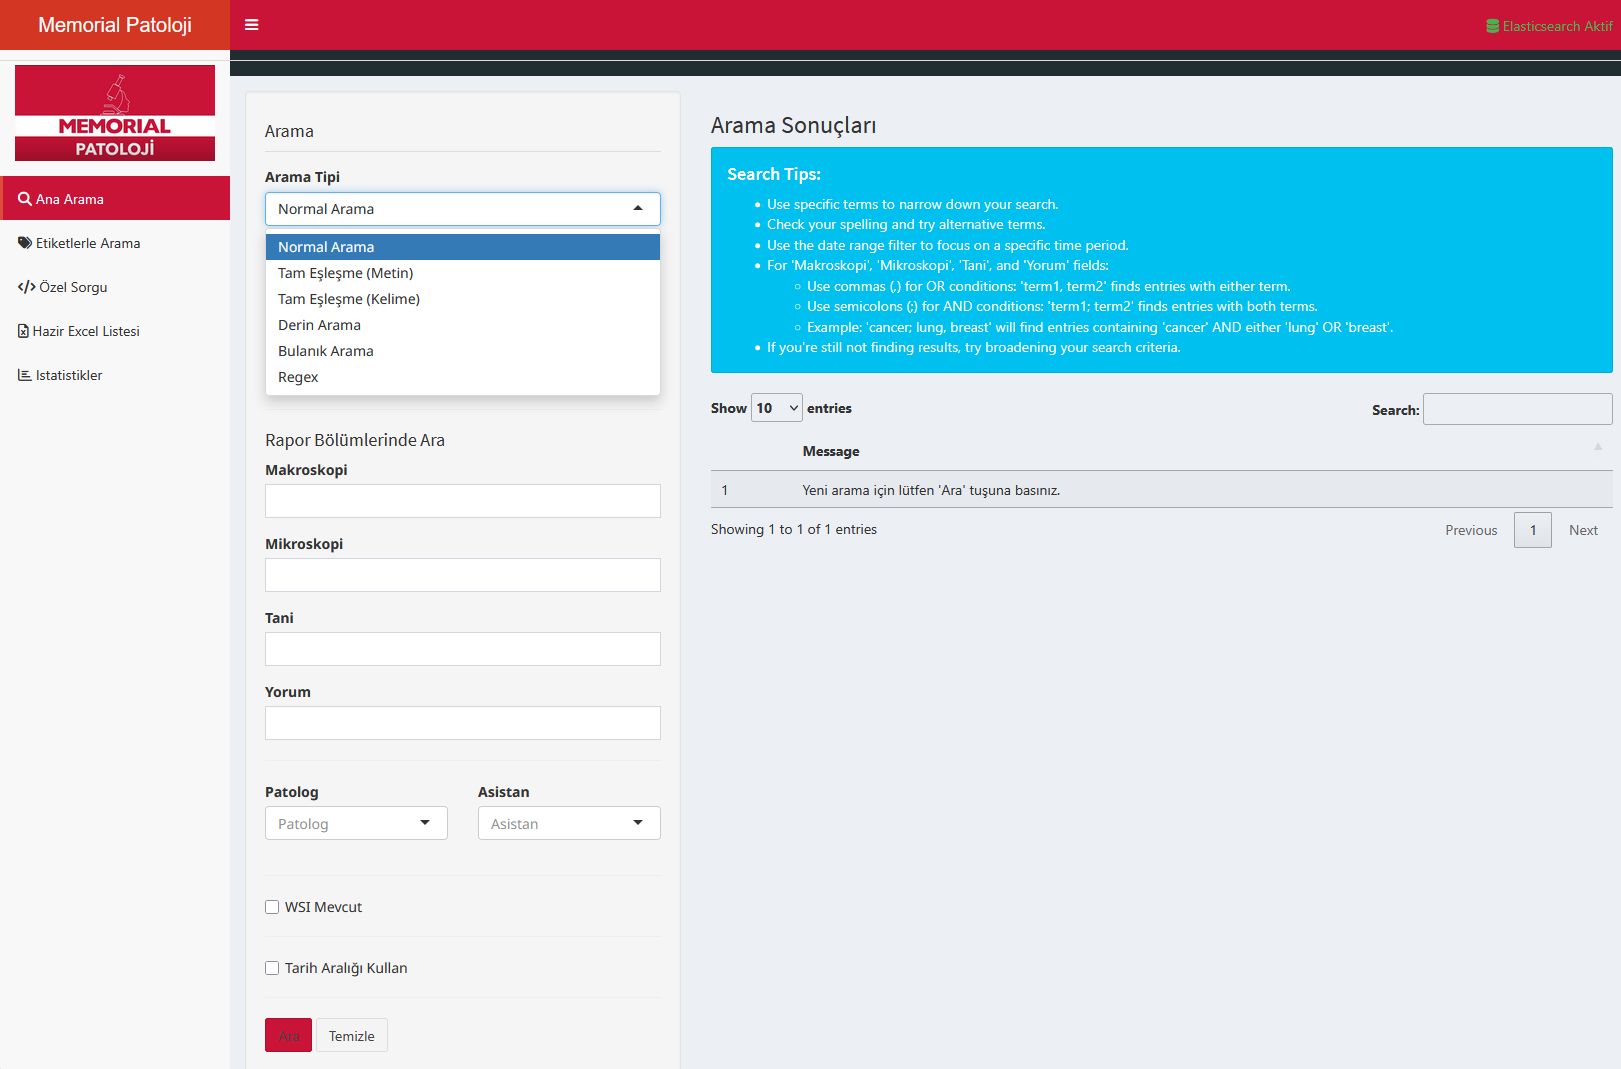 Memorial Patoloji
Elasticsearch Aktif
MEMORIAL
PATOLOJİ
Ana Arama
Etiketlerle Arama
Özel Sorgu
Hazir Excel Listesi
Istatistikler
Arama
Arama Tipi
Normal Arama
Normal Arama
Tam Eşleşme (Metin)
Tam Eşleşme (Kelime)
Derin Arama
Bulanık Arama
Regex
Rapor Bölümlerinde Ara
Makroskopi
Mikroskopi
Tani
Yorum
Patolog Asistan
Patolog Asistan
WSI Mevcut
Tarih Aralığı Kullan
Ara Temizle
Arama Sonuçları
Search Tips:
Use specific terms to narrow down your search.
Check your spelling and try alternative terms.
Use the date range filter to focus on a specific time period.
For 'Makroskopi', 'Mikroskopi', 'Tani', and 'Yorum' fields:
Use commas (,) for OR conditions: 'term1, term2' finds entries with either term.
Use semicolons (;) for AND conditions: 'term1; term2' finds entries with both terms.
Example: 'cancer; lung, breast' will find entries containing 'cancer' AND either 'lung' OR 'breast'.
If you're still not finding results, try broadening your search criteria.
Show 10 entries Search:
Message
1 Yeni arama için lütfen 'Ara' tuşuna basınız.
Showing 1 to 1 of 1 entries Previous 1 Next